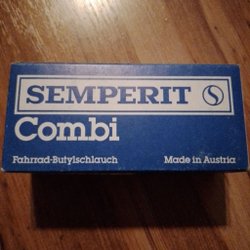 SEMPERIT
Combi
Fahrrad-Butylschlauch Made in Austria